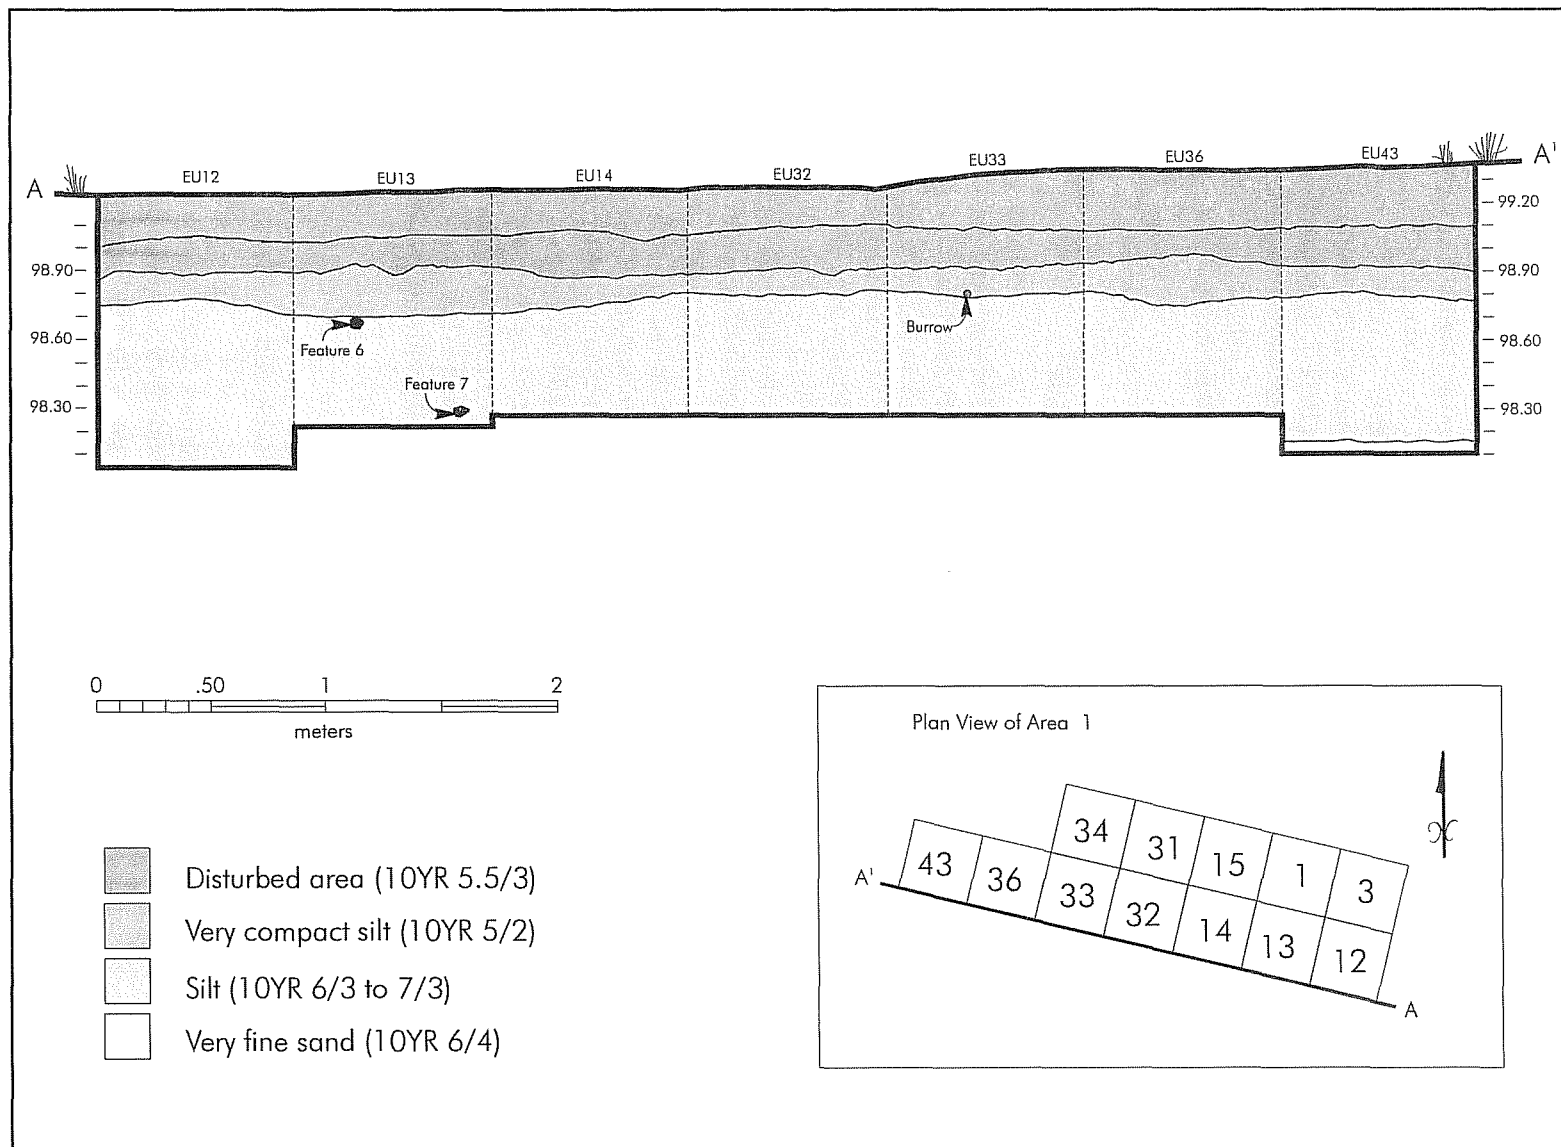 A
EU12
EU13
EU14
EU32
EU33
EU36
EU43
A'
98.90
98.60
98.30
99.20
98.90
98.60
98.30
Feature 6
Feature 7
Burrow
0 .50 1 2
meters
Disturbed area (10YR 5.5/3)
Very compact silt (10YR 5/2)
Silt (10YR 6/3 to 7/3)
Very fine sand (10YR 6/4)
Plan View of Area 1
34 31 15 1 3
43 36 33 32 14 13 12
A'
A